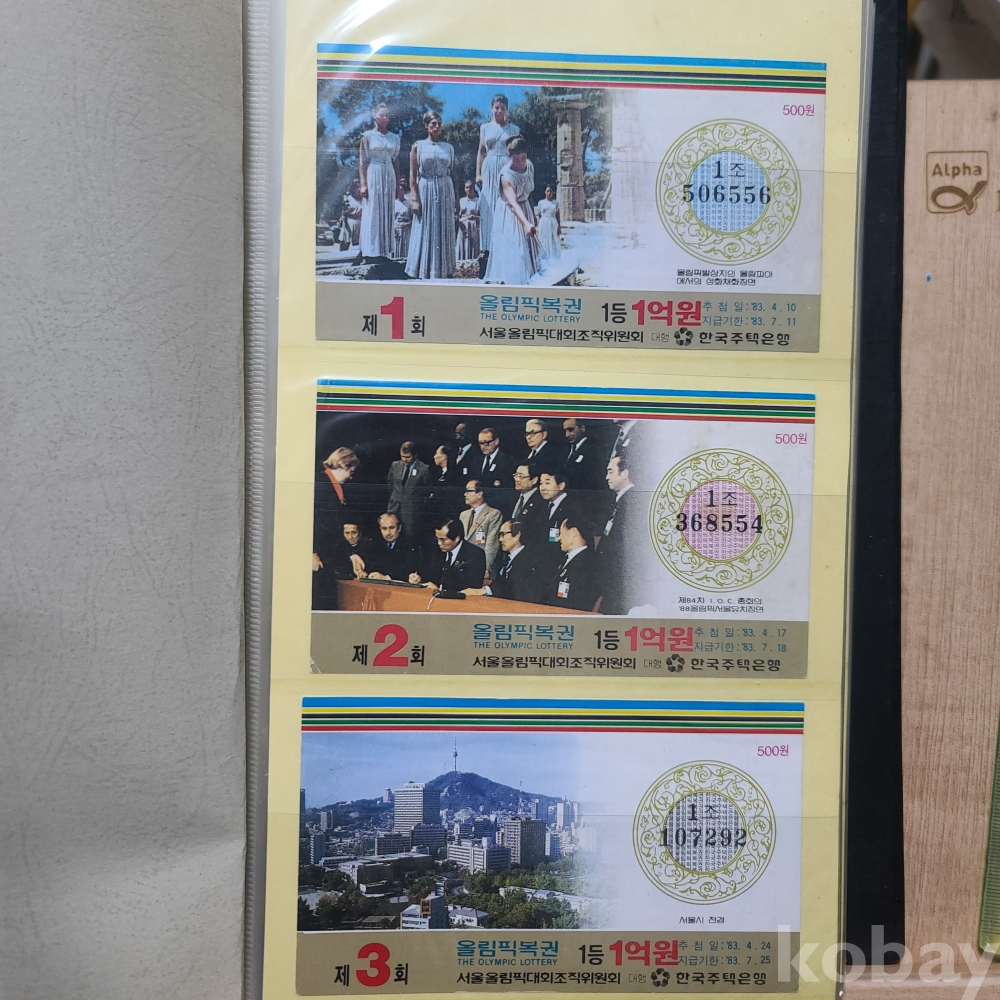 500원
1조
506556
올림픽발상지인 올림피아
에서의 성화채화장면
제1회
올림픽복권
THE OLYMPIC LOTTERY
1등 1억원
추 첨 일: '83. 4. 10
지급기한: '83. 7. 11
서울올림픽대회조직위원회 대행 한국주택은행
Alpha
500원
1조
368554
제84차 I.O.C. 총회의
'88올림픽서울유치장면
제2회
올림픽복권
THE OLYMPIC LOTTERY
1등 1억원
추 첨 일: '83. 4. 17
지급기한: '83. 7. 18
서울올림픽대회조직위원회 대행 한국주택은행
500원
1조
107292
서울시 전경
제3회
올림픽복권
THE OLYMPIC LOTTERY
1등 1억원
추 첨 일: '83. 4. 24
지급기한: '83. 7. 25
서울올림픽대회조직위원회 대행 한국주택은행
kobay